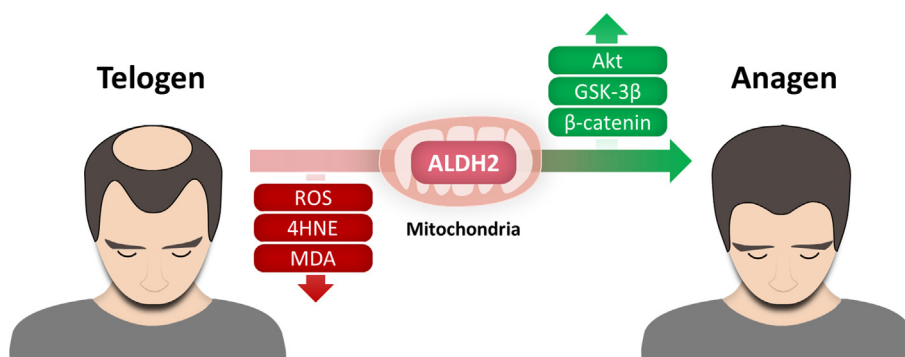 Telogen
Akt
GSK-3β
β-catenin
Anagen
ALDH2
ROS
4HNE
MDA
Mitochondria